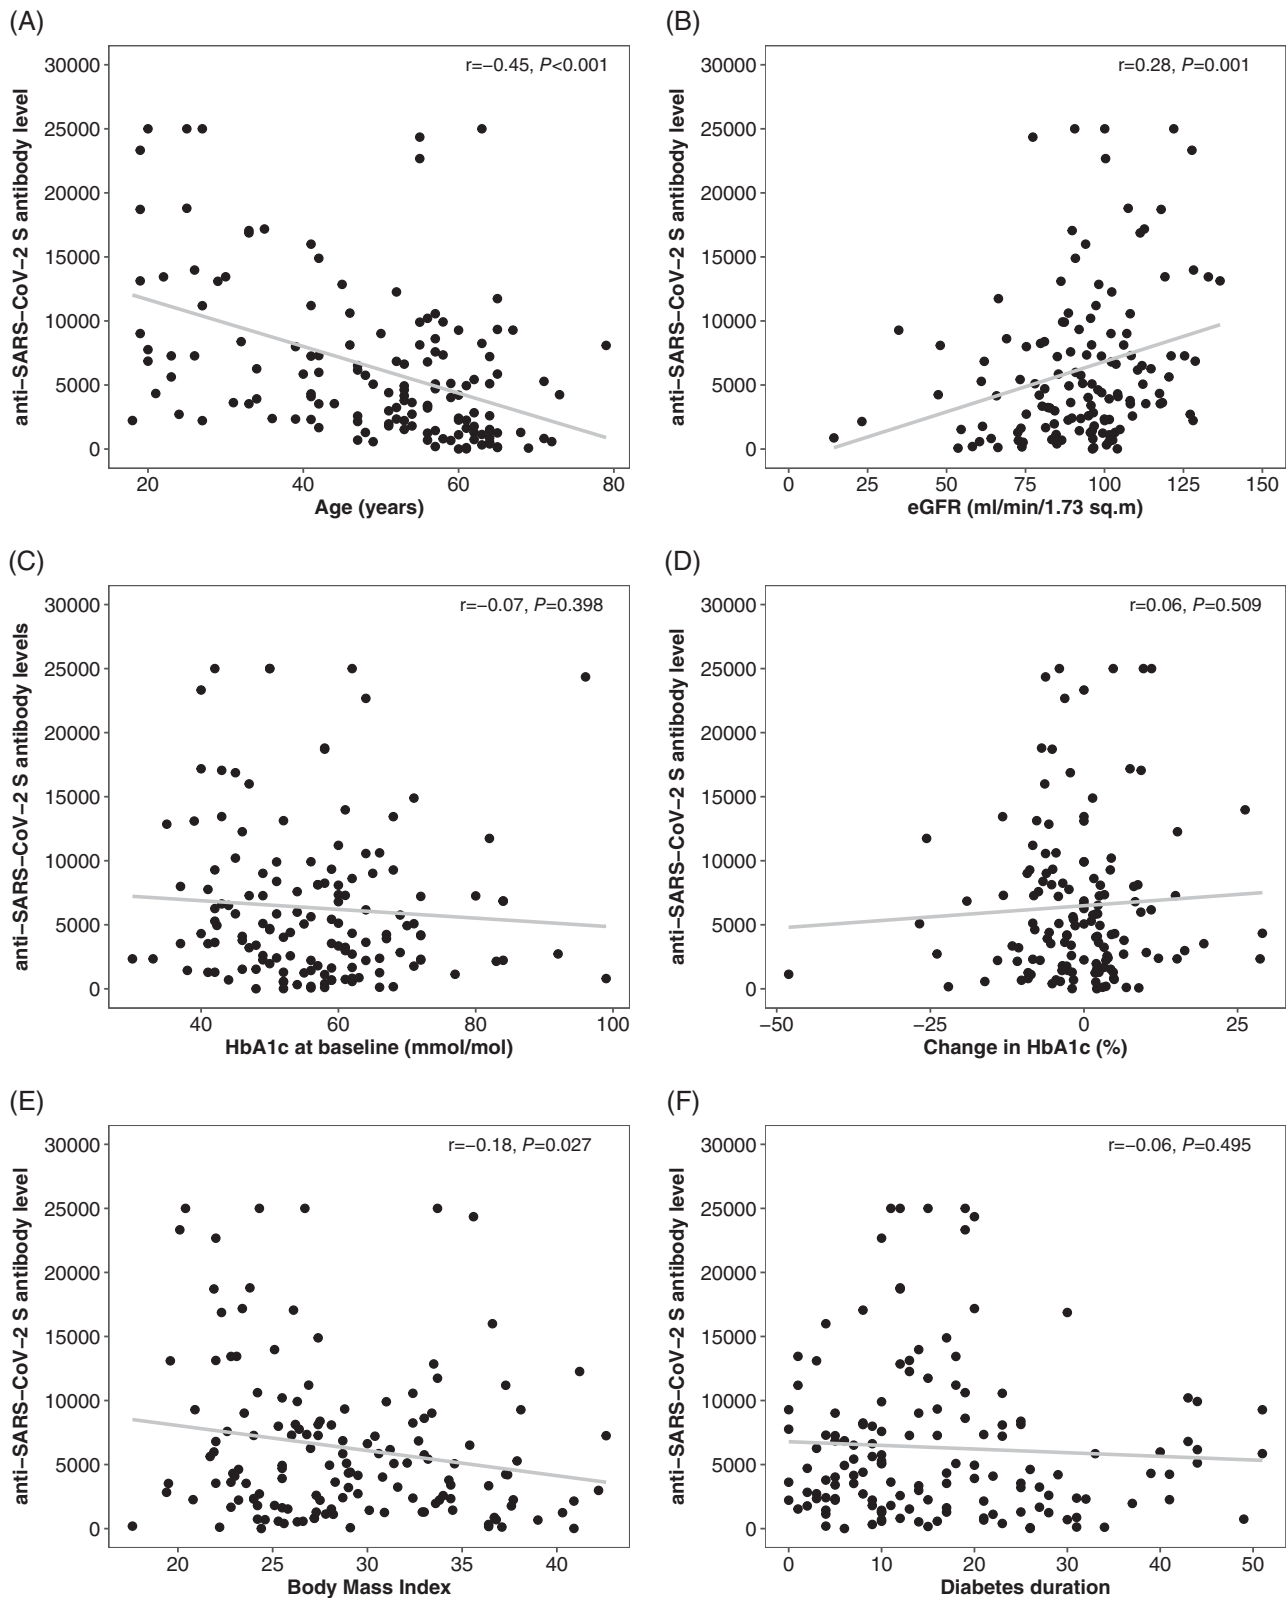 (A)
r=−0.45, P<0.001
anti−SARS−CoV−2 S antibody level
30000
25000
20000
15000
10000
5000
0
20 40 60 80
Age (years)
(B)
r=0.28, P=0.001
anti−SARS−CoV−2 S antibody level
30000
25000
20000
15000
10000
5000
0
0 25 50 75 100 125 150
eGFR (ml/min/1.73 sq.m)
(C)
r=−0.07, P=0.398
anti−SARS−CoV−2 S antibody levels
30000
25000
20000
15000
10000
5000
0
40 60 80 100
HbA1c at baseline (mmol/mol)
(D)
r=0.06, P=0.509
anti−SARS−CoV−2 S antibody level
30000
25000
20000
15000
10000
5000
0
−50 −25 0 25
Change in HbA1c (%)
(E)
r=−0.18, P=0.027
anti−SARS−CoV−2 S antibody level
30000
25000
20000
15000
10000
5000
0
20 25 30 35 40
Body Mass Index
(F)
r=−0.06, P=0.495
anti−SARS−CoV−2 S antibody level
30000
25000
20000
15000
10000
5000
0
0 10 20 30 40 50
Diabetes duration